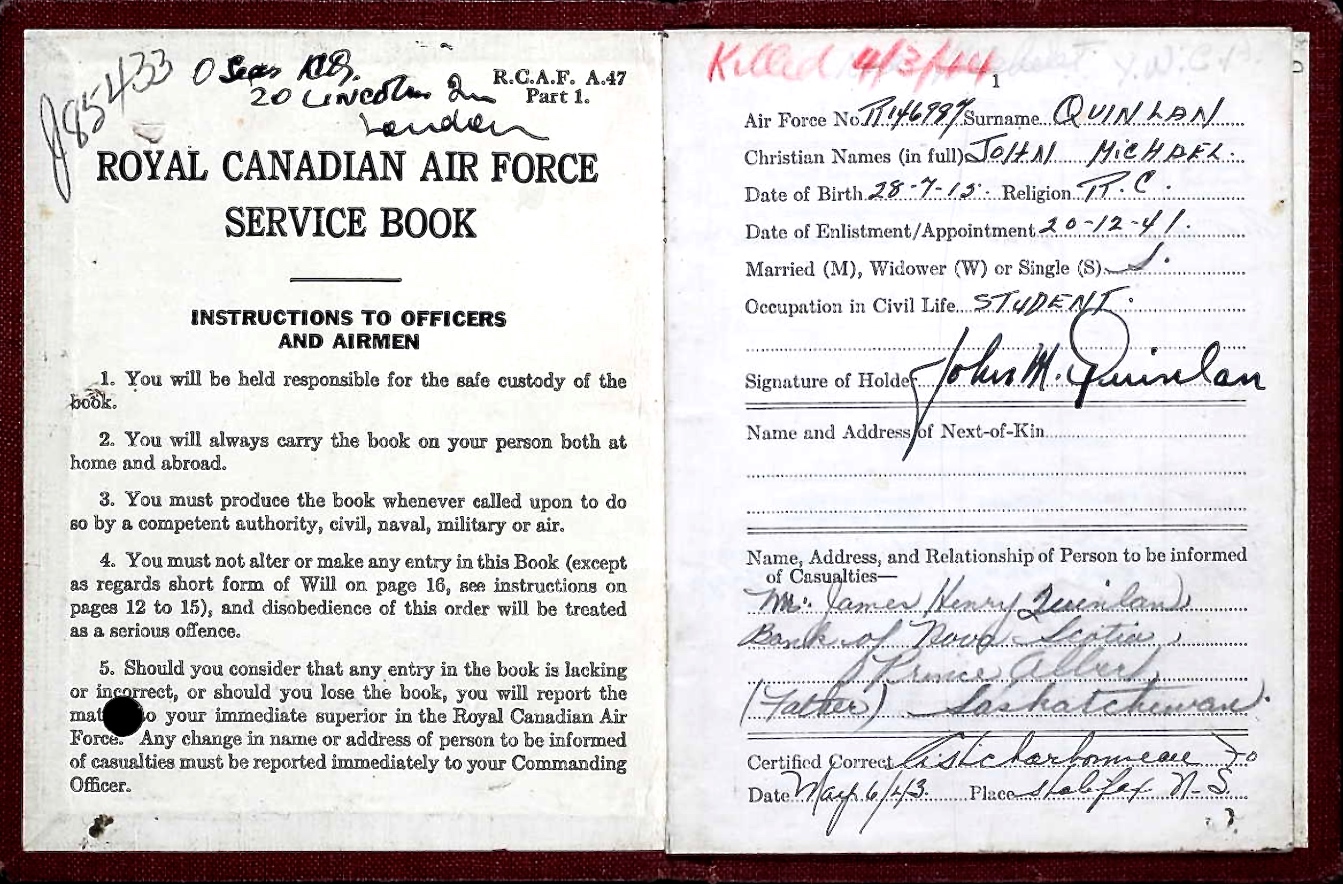 J85433
O Seas HQ.
20 Lincoln Inn
London
R.C.A.F. A.47
Part 1.
ROYAL CANADIAN AIR FORCE
SERVICE BOOK
INSTRUCTIONS TO OFFICERS
AND AIRMEN
1. You will be held responsible for the safe custody of the
book.
2. You will always carry the book on your person both at
home and abroad.
3. You must produce the book whenever called upon to do
so by a competent authority, civil, naval, military or air.
4. You must not alter or make any entry in this Book (except
as regards short form of Will on page 16, see instructions on
pages 12 to 15), and disobedience of this order will be treated
as a serious offence.
5. Should you consider that any entry in the book is lacking
or incorrect, or should you lose the book, you will report the
mat o your immediate superior in the Royal Canadian Air
Force. Any change in name or address of person to be informed
of casualties must be reported immediately to your Commanding
Officer.
Killed 4/3/44
1
Air Force No. R146787 Surname QUINLAN
Christian Names (in full) JOHN MICHAEL.
Date of Birth 28-7-15. Religion R.C.
Date of Enlistment/Appointment 20-12-41.
Married (M), Widower (W) or Single (S) S.
Occupation in Civil Life STUDENT.
Signature of Holder John M. Quinlan
Name and Address of Next-of-Kin
Name, Address, and Relationship of Person to be informed
of Casualties—
Mr. James Henry Quinlan,
Bank of Nova Scotia,
Prince Albert,
(Father) Saskatchewan.
Certified Correct Charbonneau F/O
Date May 6/43. Place Halifax N.S.